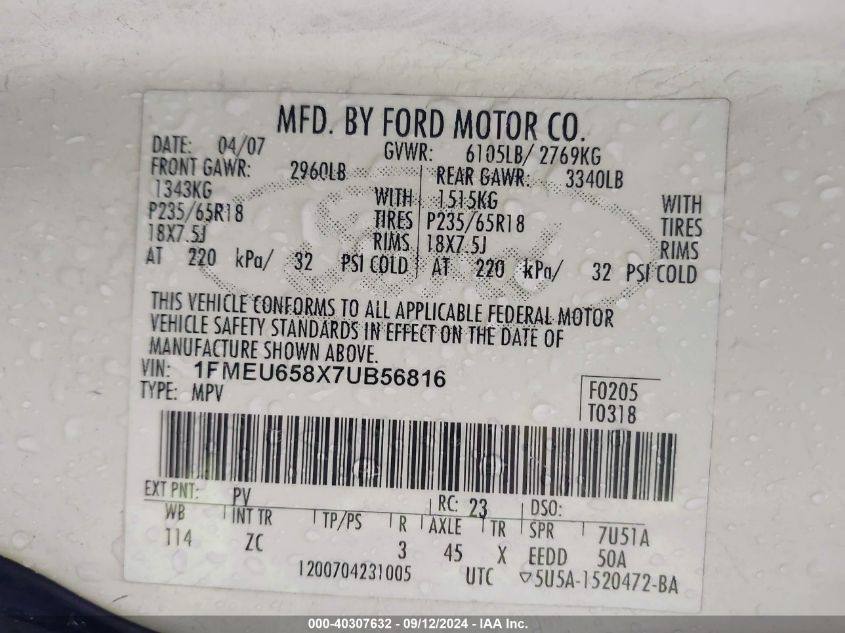 MFD. BY FORD MOTOR CO.
DATE: 04/07 GVWR: 6105LB/ 2769KG
FRONT GAWR: 2960LB REAR GAWR: 3340LB
1343KG WITH 1515KG WITH
P235/65R18 TIRES P235/65R18 TIRES
18X7.5J RIMS 18X7.5J RIMS
AT 220 kPa/ 32 PSI COLD AT 220 kPa/ 32 PSI COLD
THIS VEHICLE CONFORMS TO ALL APPLICABLE FEDERAL MOTOR
VEHICLE SAFETY STANDARDS IN EFFECT ON THE DATE OF
MANUFACTURE SHOWN ABOVE.
VIN: 1FMEU658X7UB56816
TYPE: MPV
F0205
T0318
EXT PNT: PV RC: 23 DSO:
WB INT TR TP/PS R AXLE TR SPR 7U51A
114 ZC 3 45 X EEDD 50A
1200704231005 UTC ▽5U5A-1520472-BA
Ford
#800 - 40307632 - 09/12/2024 - IAA Inc.